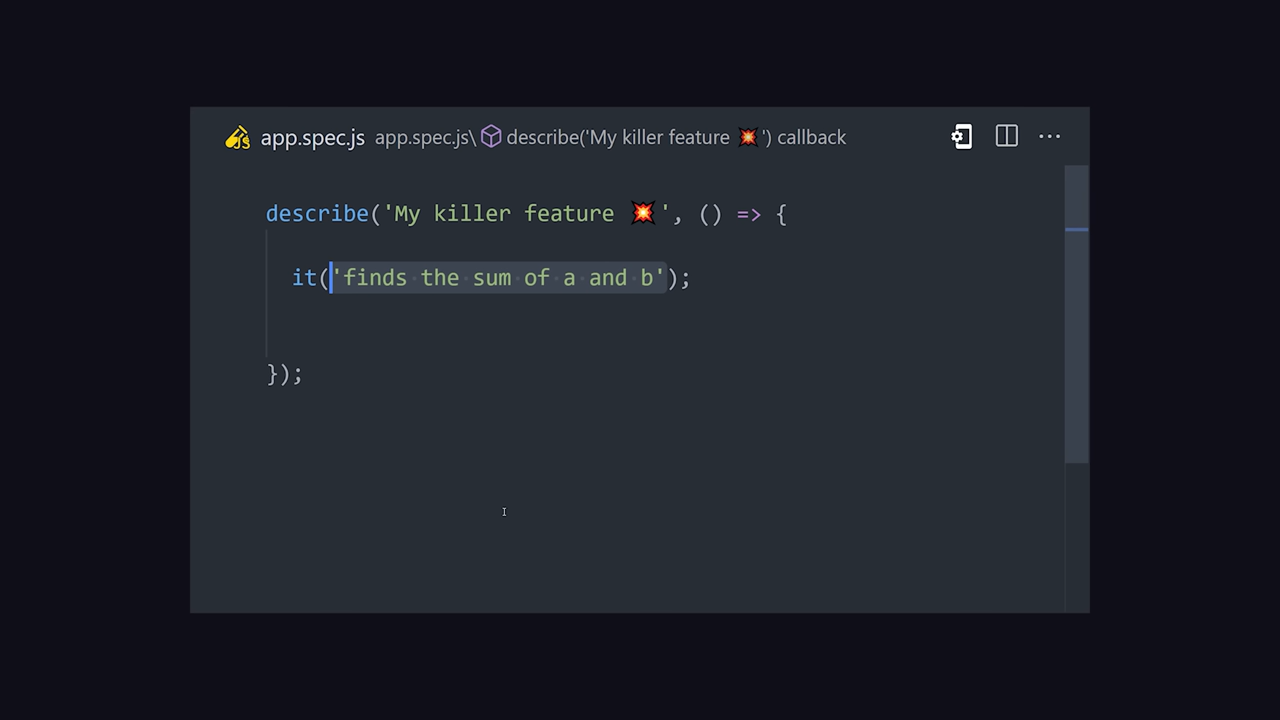 app.spec.js app.spec.js\ describe('My killer feature 💥') callback ···
describe('My killer feature 💥', () => {
it('finds the sum of a and b');
});